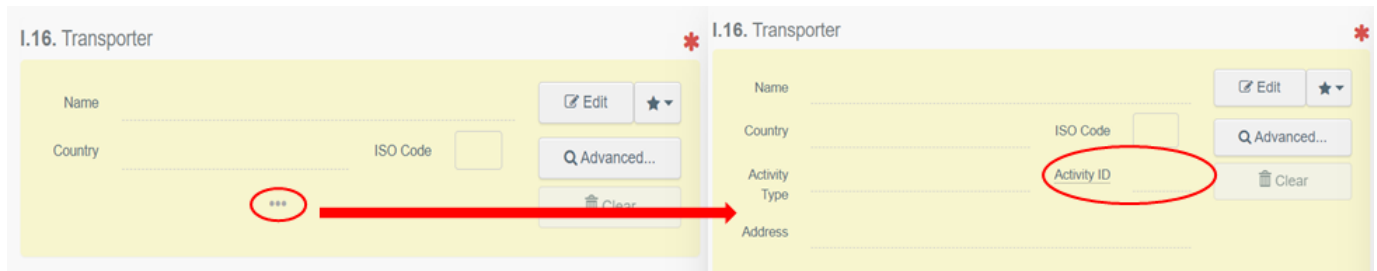 I.16. Transporter
Name
Edit
Country
ISO Code
Advanced...
Clear
I.16. Transporter
Name
Edit
Country
ISO Code
Advanced...
Activity Type
Activity ID
Clear
Address